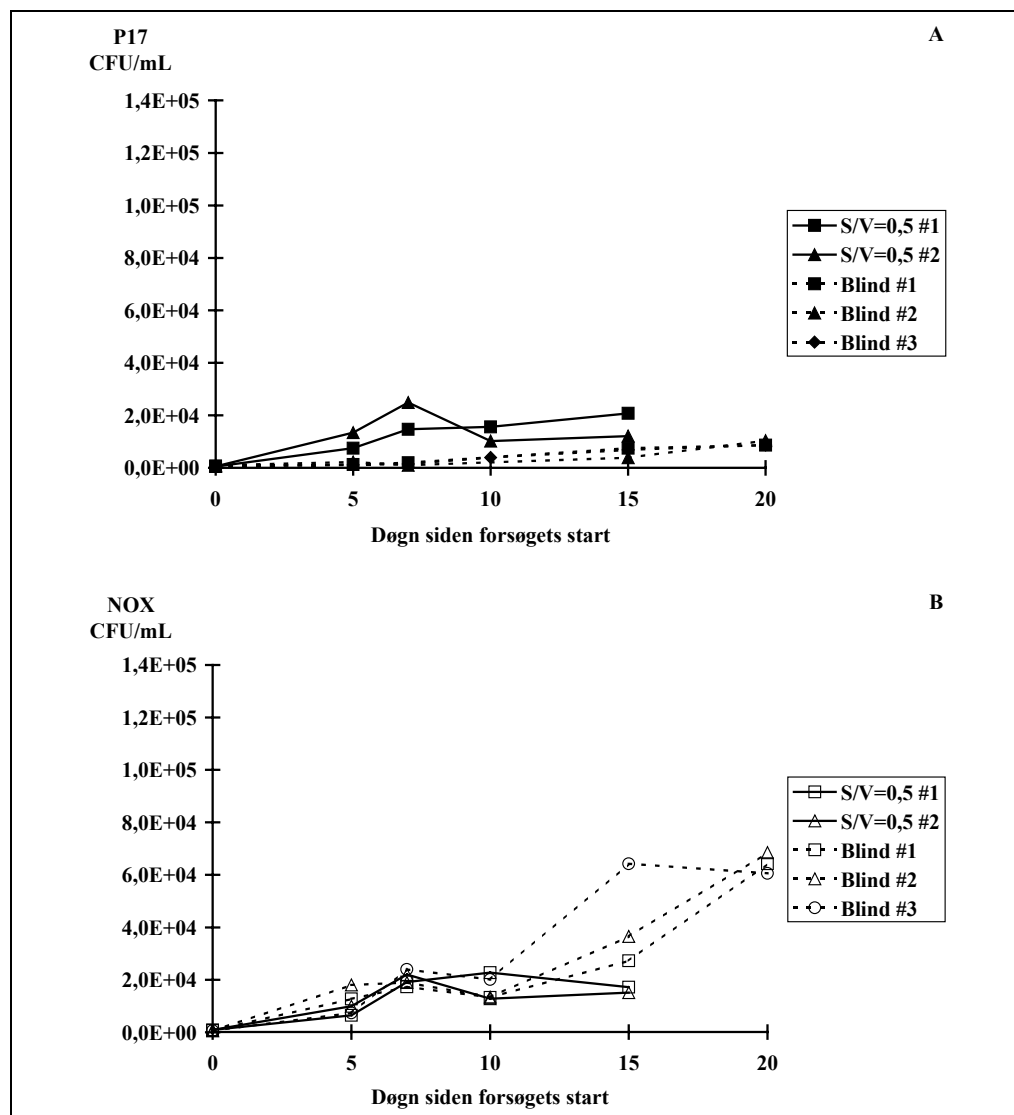 P17
CFU/mL
A
1,4E+05
1,2E+05
1,0E+05
8,0E+04
6,0E+04
4,0E+04
2,0E+04
0,0E+00
0 5 10 15 20
Døgn siden forsøgets start
S/V=0,5 #1
S/V=0,5 #2
Blind #1
Blind #2
Blind #3
NOX
CFU/mL
B
1,4E+05
1,2E+05
1,0E+05
8,0E+04
6,0E+04
4,0E+04
2,0E+04
0,0E+00
0 5 10 15 20
Døgn siden forsøgets start
S/V=0,5 #1
S/V=0,5 #2
Blind #1
Blind #2
Blind #3